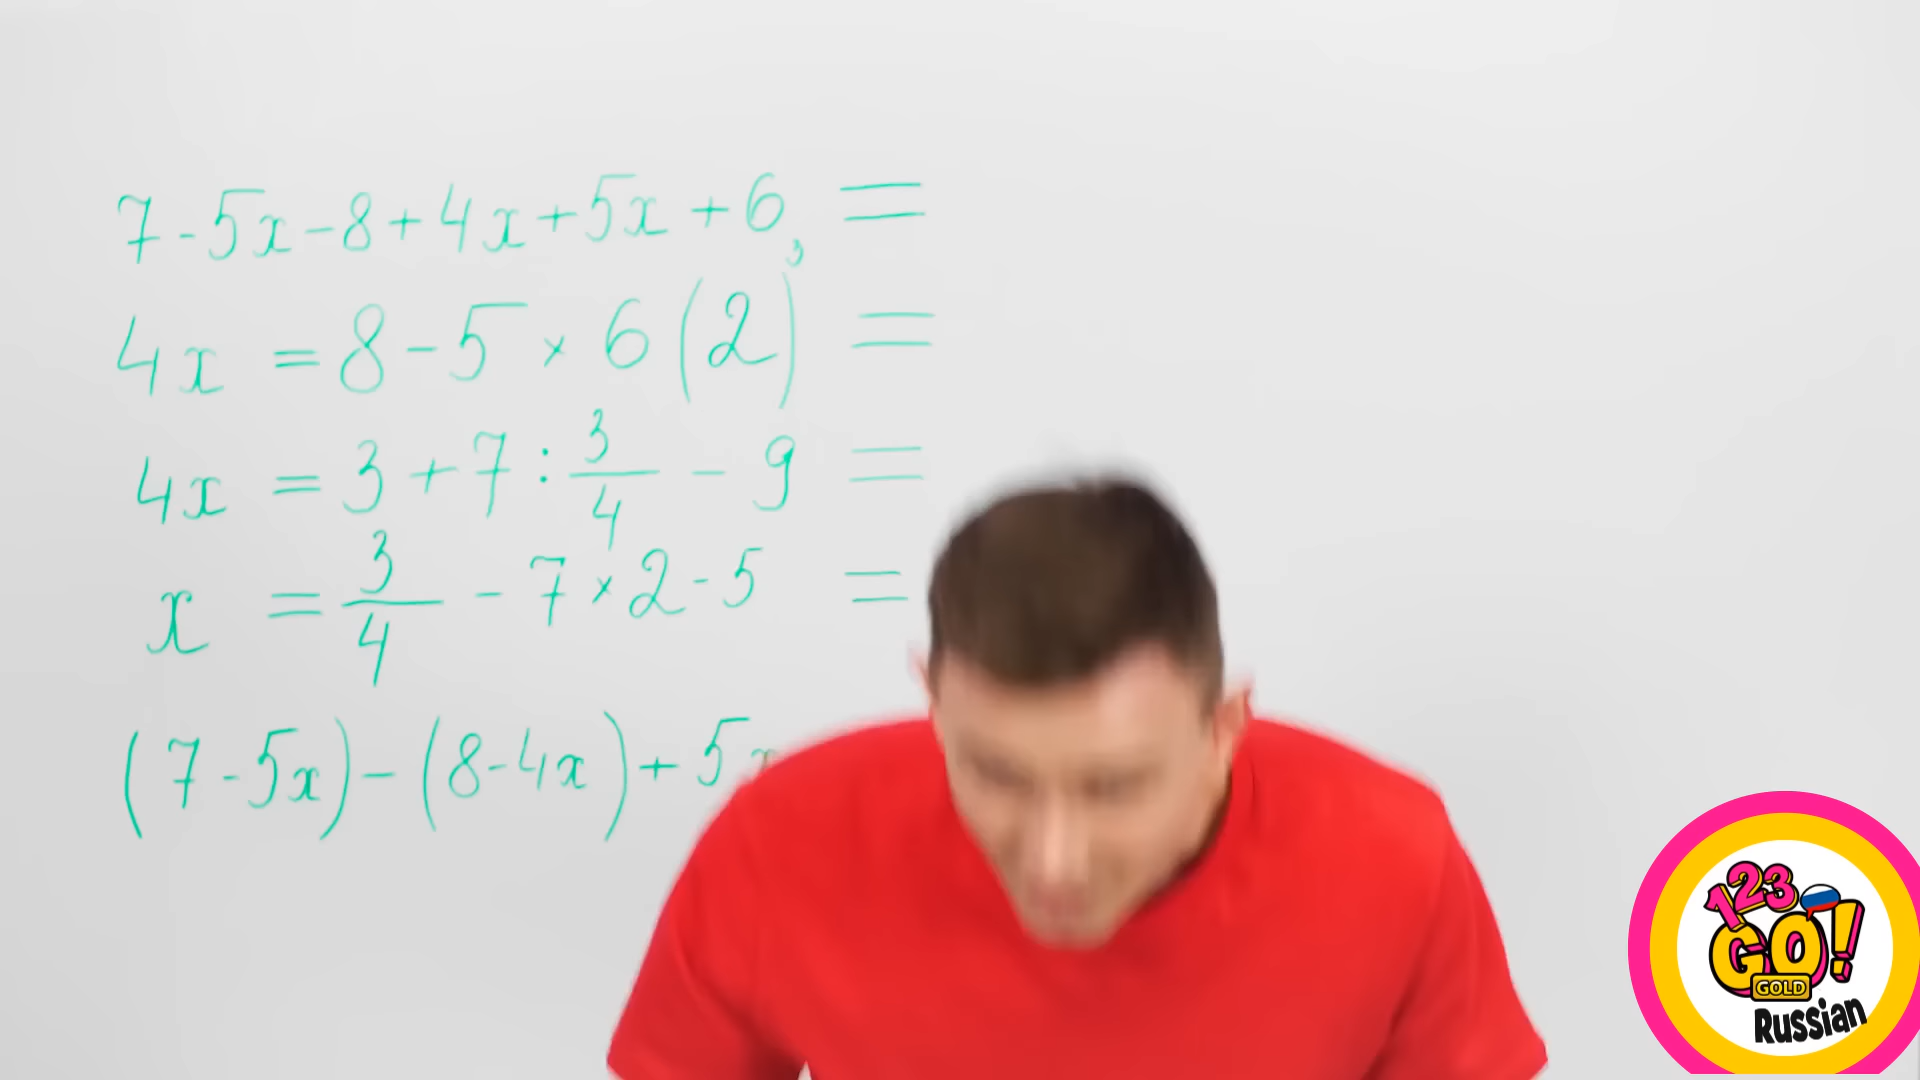 7-5x-8+4x+5x+6, =
4x = 8-5×6(2) =
4x = 3+7:3/4-9 =
x = 3/4-7×2-5 =
(7-5x)-(8-4x)+5x
123
GO!
GOLD
Russian